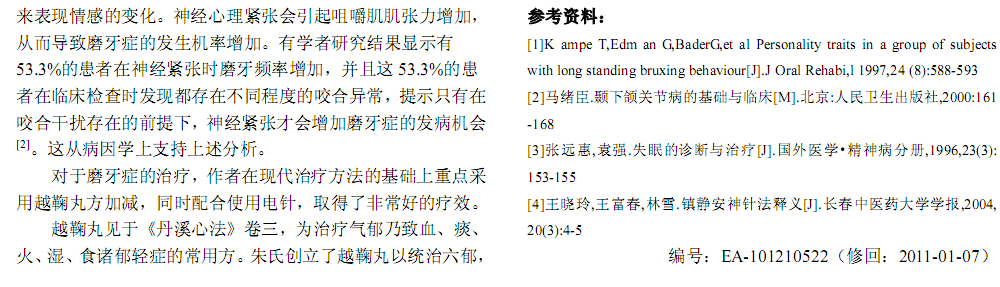 来表现情感的变化。神经心理紧张会引起咀嚼肌肌张力增加，
从而导致磨牙症的发生机率增加。有学者研究结果显示有
53.3%的患者在神经紧张时磨牙频率增加，并且这 53.3%的患
者在临床检查时发现都存在不同程度的咬合异常，提示只有在
咬合干扰存在的前提下，神经紧张才会增加磨牙症的发病机会
[2]。这从病因学上支持上述分析。
对于磨牙症的治疗，作者在现代治疗方法的基础上重点采
用越鞠丸方加减，同时配合使用电针，取得了非常好的疗效。
越鞠丸见于《丹溪心法》卷三，为治疗气郁乃致血、痰、
火、湿、食诸郁轻症的常用方。朱氏创立了越鞠丸以统治六郁，
参考资料：
[1]K ampe T,Edm an G,BaderG,et al Personality traits in a group of subjects
with long standing bruxing behaviour[J].J Oral Rehabi,l 1997,24 (8):588-593
[2]马绪臣.颞下颌关节病的基础与临床[M].北京:人民卫生出版社,2000:161
-168
[3]张远惠,袁强.失眠的诊断与治疗[J].国外医学•精神病分册,1996,23(3):
153-155
[4]王晓玲,王富春,林雪.镇静安神针法释义[J].长春中医药大学学报,2004,
20(3):4-5
编号：EA-101210522（修回：2011-01-07）